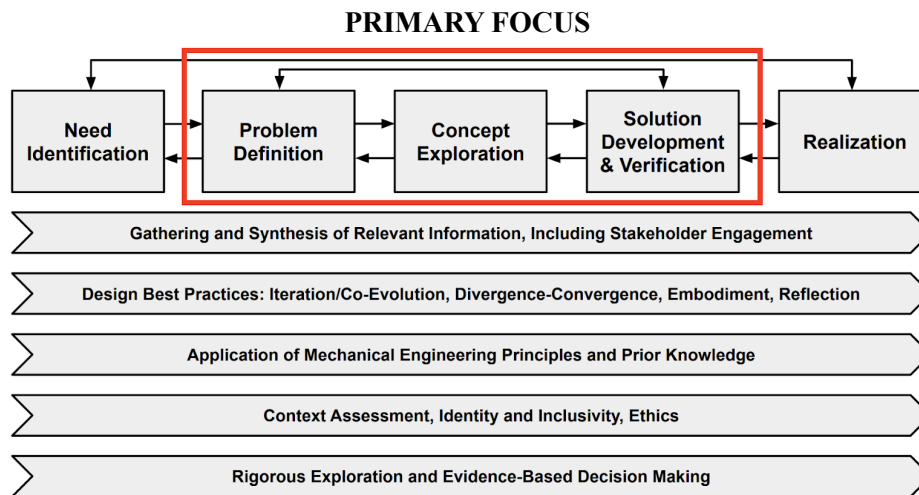 PRIMARY FOCUS
Need
Identification
Problem
Definition
Concept
Exploration
Solution
Development
& Verification
Realization
Gathering and Synthesis of Relevant Information, Including Stakeholder Engagement
Design Best Practices: Iteration/Co-Evolution, Divergence-Convergence, Embodiment, Reflection
Application of Mechanical Engineering Principles and Prior Knowledge
Context Assessment, Identity and Inclusivity, Ethics
Rigorous Exploration and Evidence-Based Decision Making